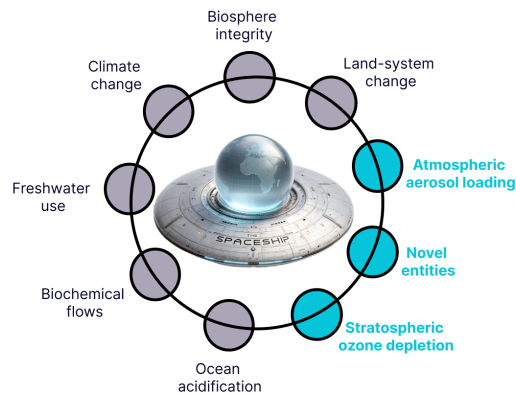 Biosphere
integrity
Climate
change
Land-system
change
Atmospheric
aerosol loading
Freshwater
use
THE
SPACESHIP
Novel
entities
Biochemical
flows
Stratospheric
ozone depletion
Ocean
acidification